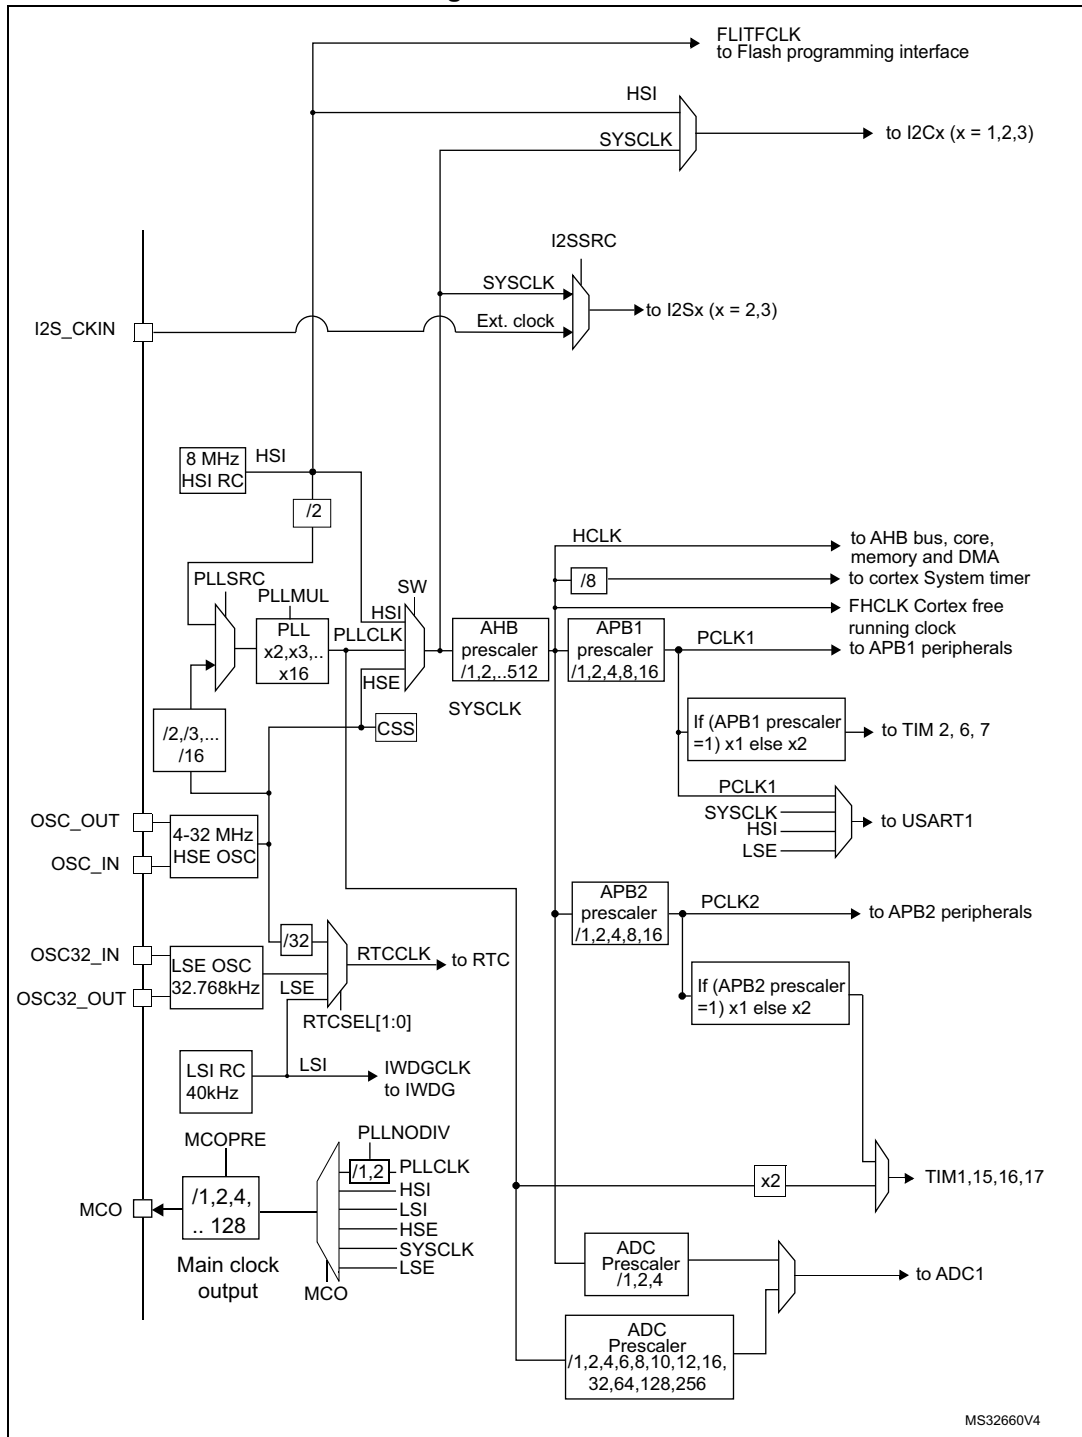 FLITFCLK
to Flash programming interface
HSI
to I2Cx (x = 1,2,3)
SYSCLK
I2SSRC
SYSCLK
to I2Sx (x = 2,3)
I2S_CKIN
Ext. clock
8 MHz
HSI RC
HSI
/2
HCLK
to AHB bus, core,
memory and DMA
/8
to cortex System timer
FHCLK Cortex free
running clock
PLLSRC
PLLMUL
SW
HSI
PLL
x2,x3,..
x16
PLLCLK
HSE
AHB
prescaler
/1,2,..512
APB1
prescaler
/1,2,4,8,16
PCLK1
to APB1 peripherals
SYSCLK
/2,/3,...
/16
CSS
If (APB1 prescaler
=1) x1 else x2
to TIM 2, 6, 7
PCLK1
SYSCLK
HSI
LSE
to USART1
OSC_OUT
OSC_IN
4-32 MHz
HSE OSC
APB2
prescaler
/1,2,4,8,16
PCLK2
to APB2 peripherals
/32
OSC32_IN
OSC32_OUT
LSE OSC
32.768kHz
LSE
RTCCLK
to RTC
RTCSEL[1:0]
If (APB2 prescaler
=1) x1 else x2
LSI RC
40kHz
LSI
IWDGCLK
to IWDG
MCOPRE
PLLNODIV
/1,2
PLLCLK
HSI
LSI
HSE
SYSCLK
LSE
MCO
/1,2,4,
.. 128
Main clock
output
MCO
x2
TIM1,15,16,17
ADC
Prescaler
/1,2,4
to ADC1
ADC
Prescaler
/1,2,4,6,8,10,12,16,
32,64,128,256
MS32660V4